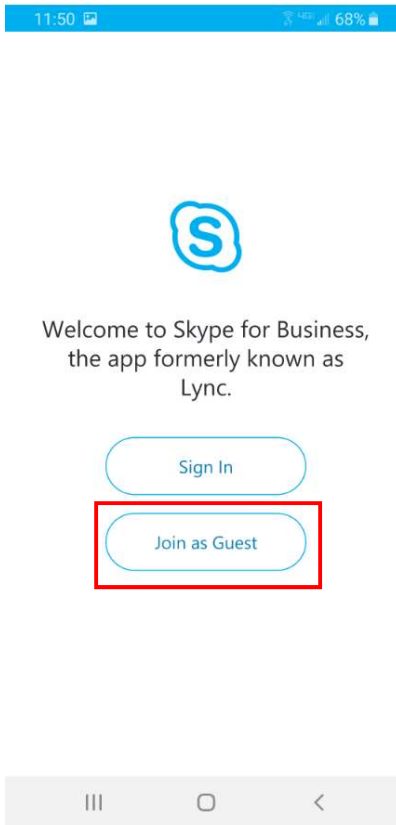 11:50 68%
S
Welcome to Skype for Business,
the app formerly known as
Lync.
Sign In
Join as Guest